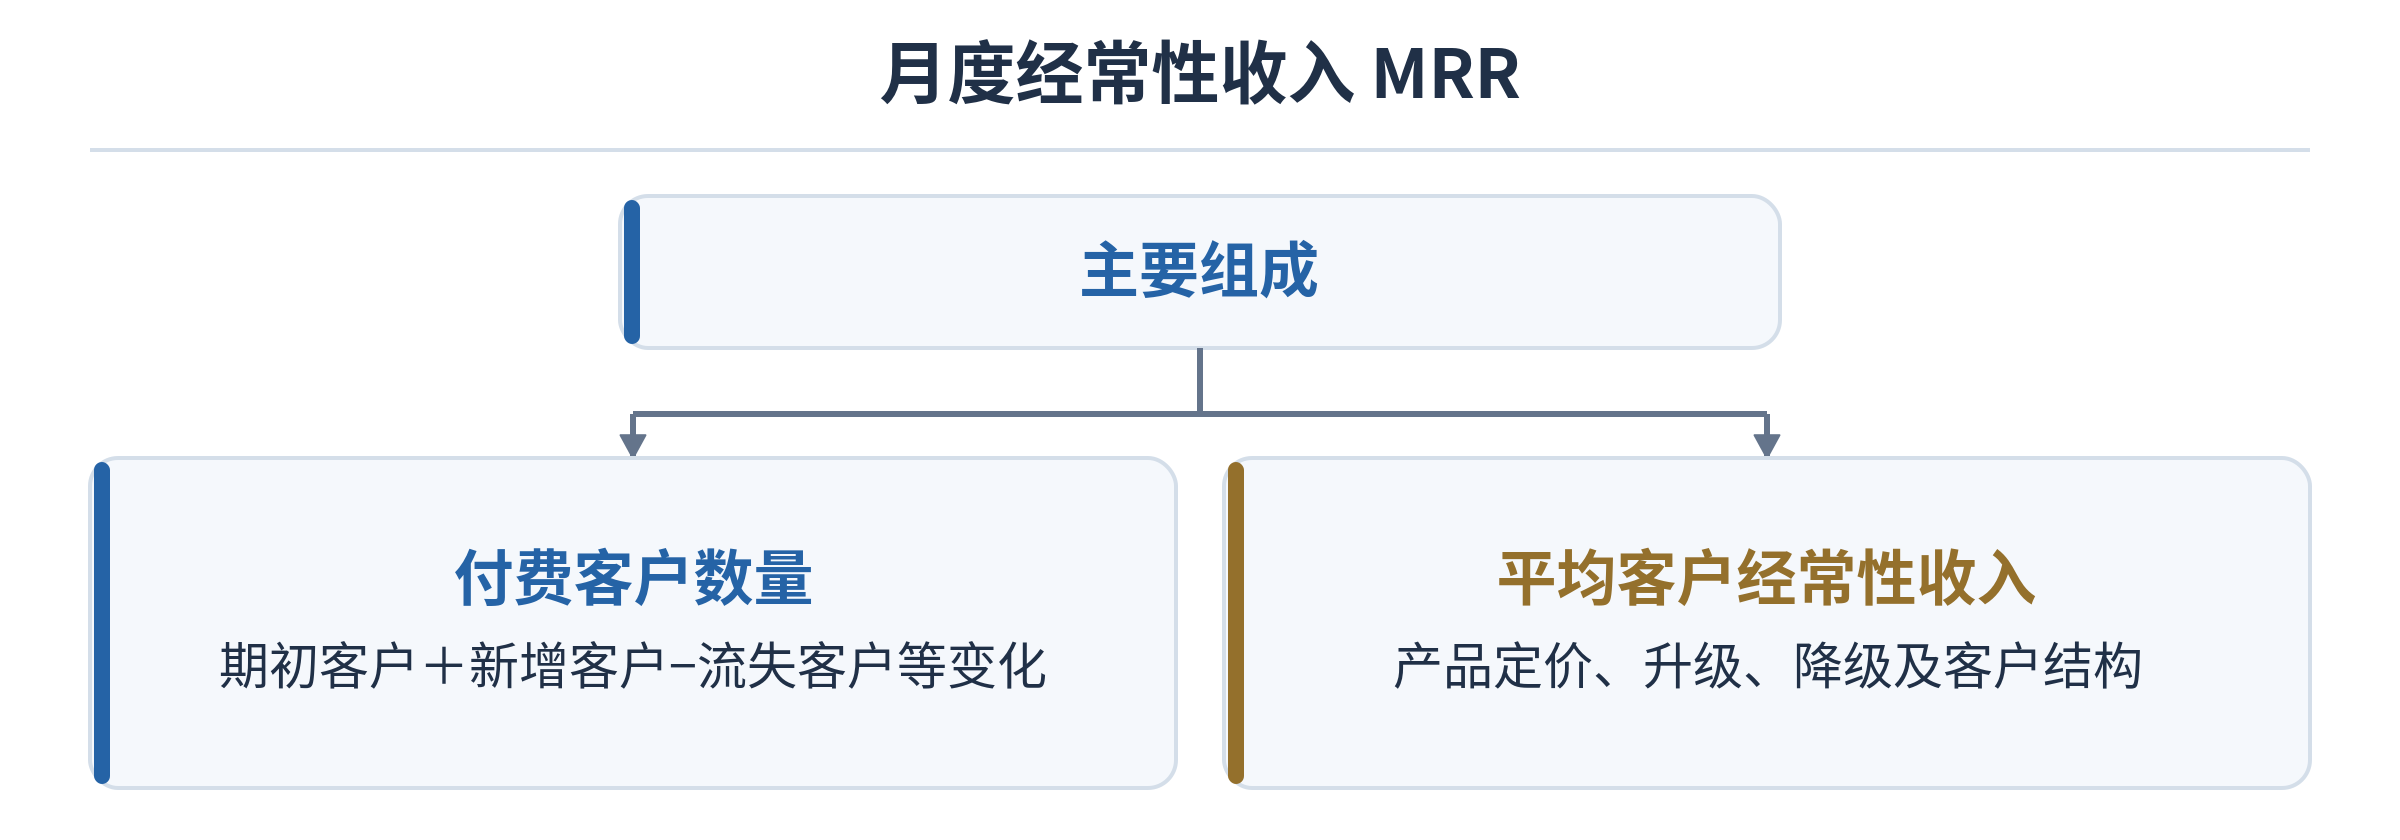 月度经常性收入 MRR
主要组成
付费客户数量
期初客户＋新增客户−流失客户等变化
平均客户经常性收入
产品定价、升级、降级及客户结构